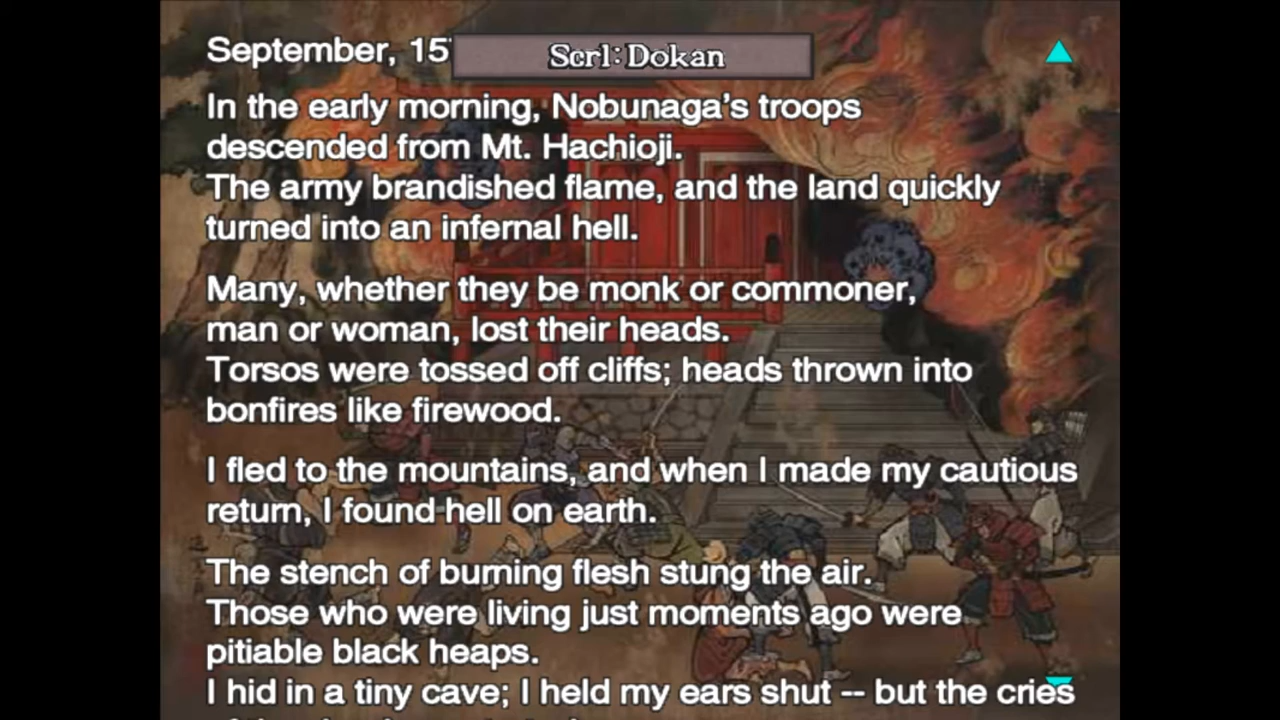 Scrl:Dokan
September, 15
In the early morning, Nobunaga's troops
descended from Mt. Hachioji.
The army brandished flame, and the land quickly
turned into an infernal hell.
Many, whether they be monk or commoner,
man or woman, lost their heads.
Torsos were tossed off cliffs; heads thrown into
bonfires like firewood.
I fled to the mountains, and when I made my cautious
return, I found hell on earth.
The stench of burning flesh stung the air.
Those who were living just moments ago were
pitiable black heaps.
I hid in a tiny cave; I held my ears shut -- but the cries